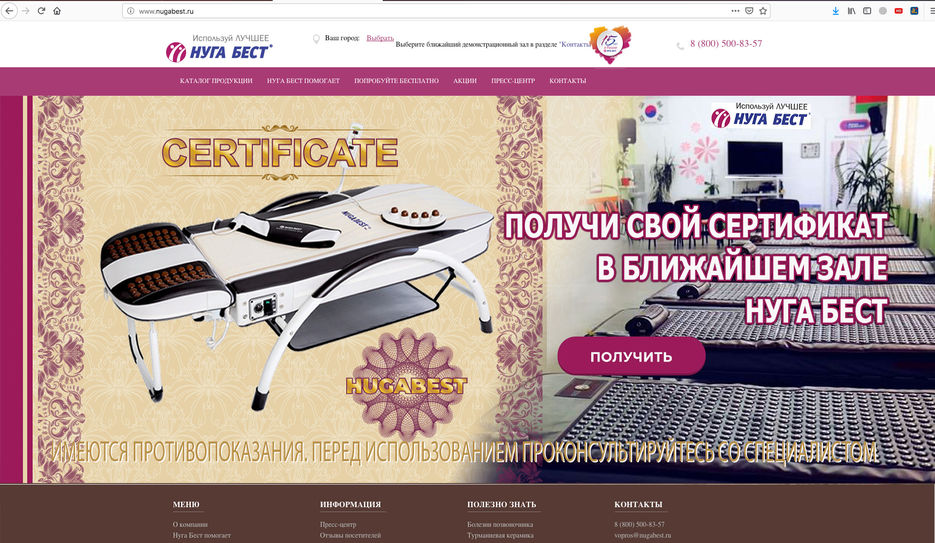 www.nugabest.ru
Используй ЛУЧШЕЕ
НУГА БЕСТ
Ваш город:
Выбрать
Выберите ближайший демонстрационный зал в разделе "Контакты
15
8 (800) 500-83-57
КАТАЛОГ ПРОДУКЦИИ
НУГА БЕСТ ПОМОГАЕТ
ПОПРОБУЙТЕ БЕСПЛАТНО
АКЦИИ
ПРЕСС-ЦЕНТР
КОНТАКТЫ
CERTIFICATE
Используй ЛУЧШЕЕ
НУГА БЕСТ
NUGABEST
ПОЛУЧИ СВОЙ СЕРТИФИКАТ
В БЛИЖАЙШЕМ ЗАЛЕ
НУГА БЕСТ
ПОЛУЧИТЬ
NUGABEST
ИМЕЮТСЯ ПРОТИВОПОКАЗАНИЯ. ПЕРЕД ИСПОЛЬЗОВАНИЕМ ПРОКОНСУЛЬТИРУЙТЕСЬ СО СПЕЦИАЛИСТОМ.
МЕНЮ
О компании
Нуга Бест помогает
ИНФОРМАЦИЯ
Пресс-центр
Отзывы посетителей
ПОЛЕЗНО ЗНАТЬ
Болезни позвоночника
Турманиевая керамика
КОНТАКТЫ
8 (800) 500-83-57
vopros@nugabest.ru